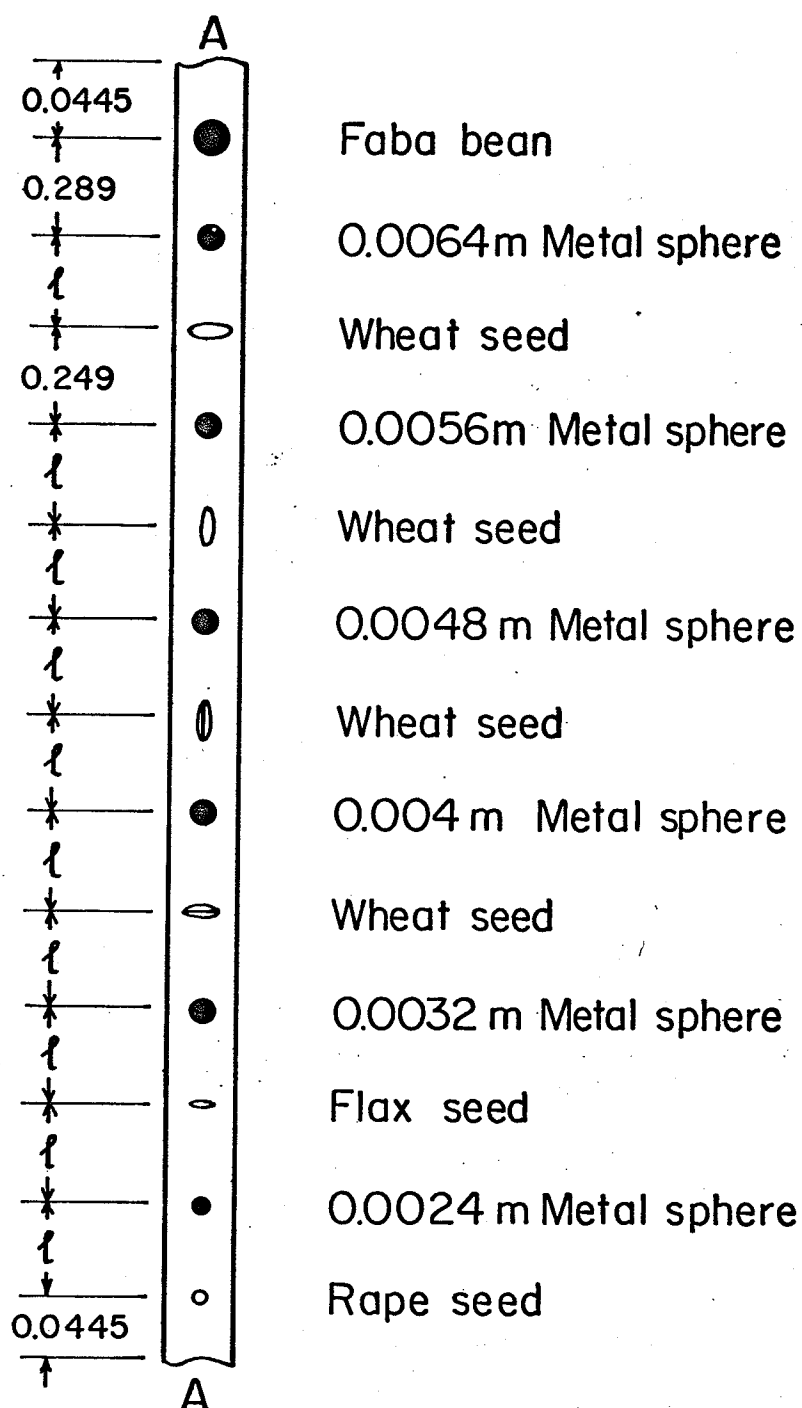 A
0.0445
Faba bean
0.289
0.0064m Metal sphere
ℓ
Wheat seed
0.249
0.0056m Metal sphere
ℓ
Wheat seed
ℓ
0.0048 m Metal sphere
ℓ
Wheat seed
ℓ
0.004 m Metal sphere
ℓ
Wheat seed
ℓ
0.0032 m Metal sphere
ℓ
Flax seed
ℓ
0.0024 m Metal sphere
ℓ
Rape seed
0.0445
A